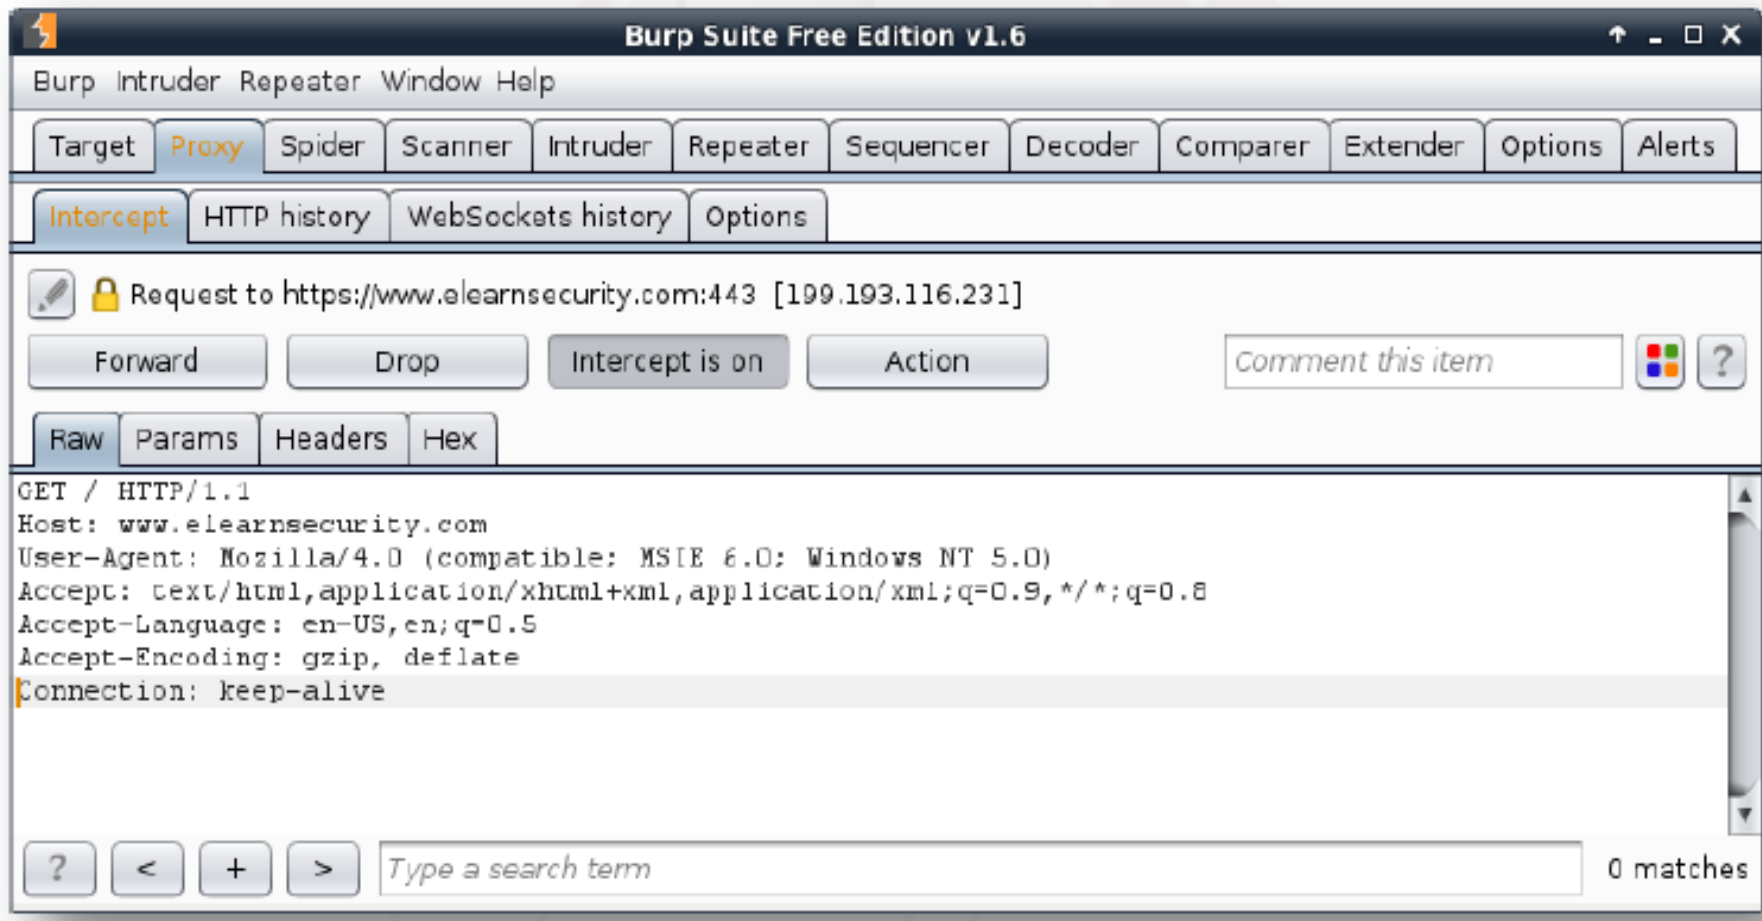 Burp Suite Free Edition v1.6
Burp Intruder Repeater Window Help
Target Proxy Spider Scanner Intruder Repeater Sequencer Decoder Comparer Extender Options Alerts
Intercept HTTP history WebSockets history Options
Request to https://www.elearnsecurity.com:443 [199.193.116.231]
Forward Drop Intercept is on Action Comment this item ?
Raw Params Headers Hex
GET / HTTP/1.1
Host: www.elearnsecurity.com
User-Agent: Mozilla/4.0 (compatible; MSIE 6.0; Windows NT 5.0)
Accept: text/html,application/xhtml+xml,application/xml;q=0.9,*/*;q=0.8
Accept-Language: en-US,en;q=0.5
Accept-Encoding: gzip, deflate
Connection: keep-alive
? < + > Type a search term 0 matches